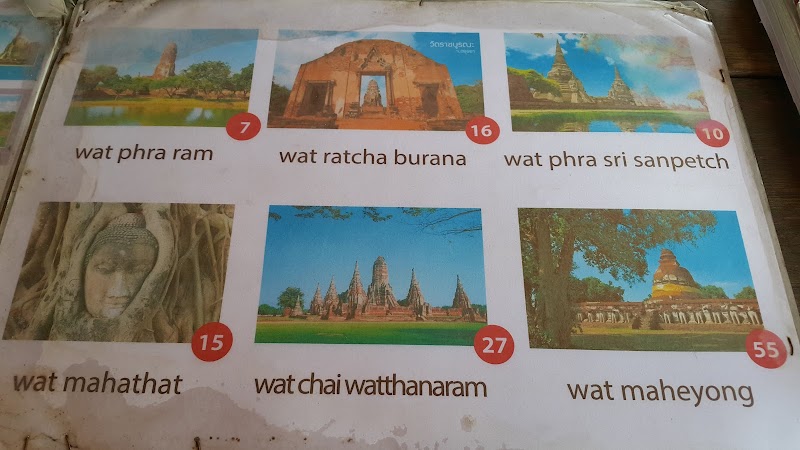 วัดราชบูรณะ
7
16
10
wat phra ram
wat ratcha burana
wat phra sri sanpetch
15
27
55
wat mahathat
wat chai watthanaram
wat maheyong